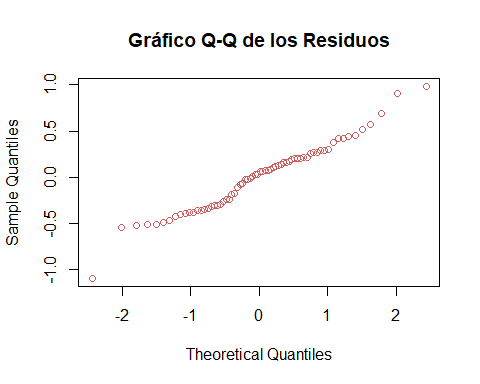 Gráfico Q-Q de los Residuos
Sample Quantiles
1.0
0.5
0.0
-0.5
-1.0
-2 -1 0 1 2
Theoretical Quantiles